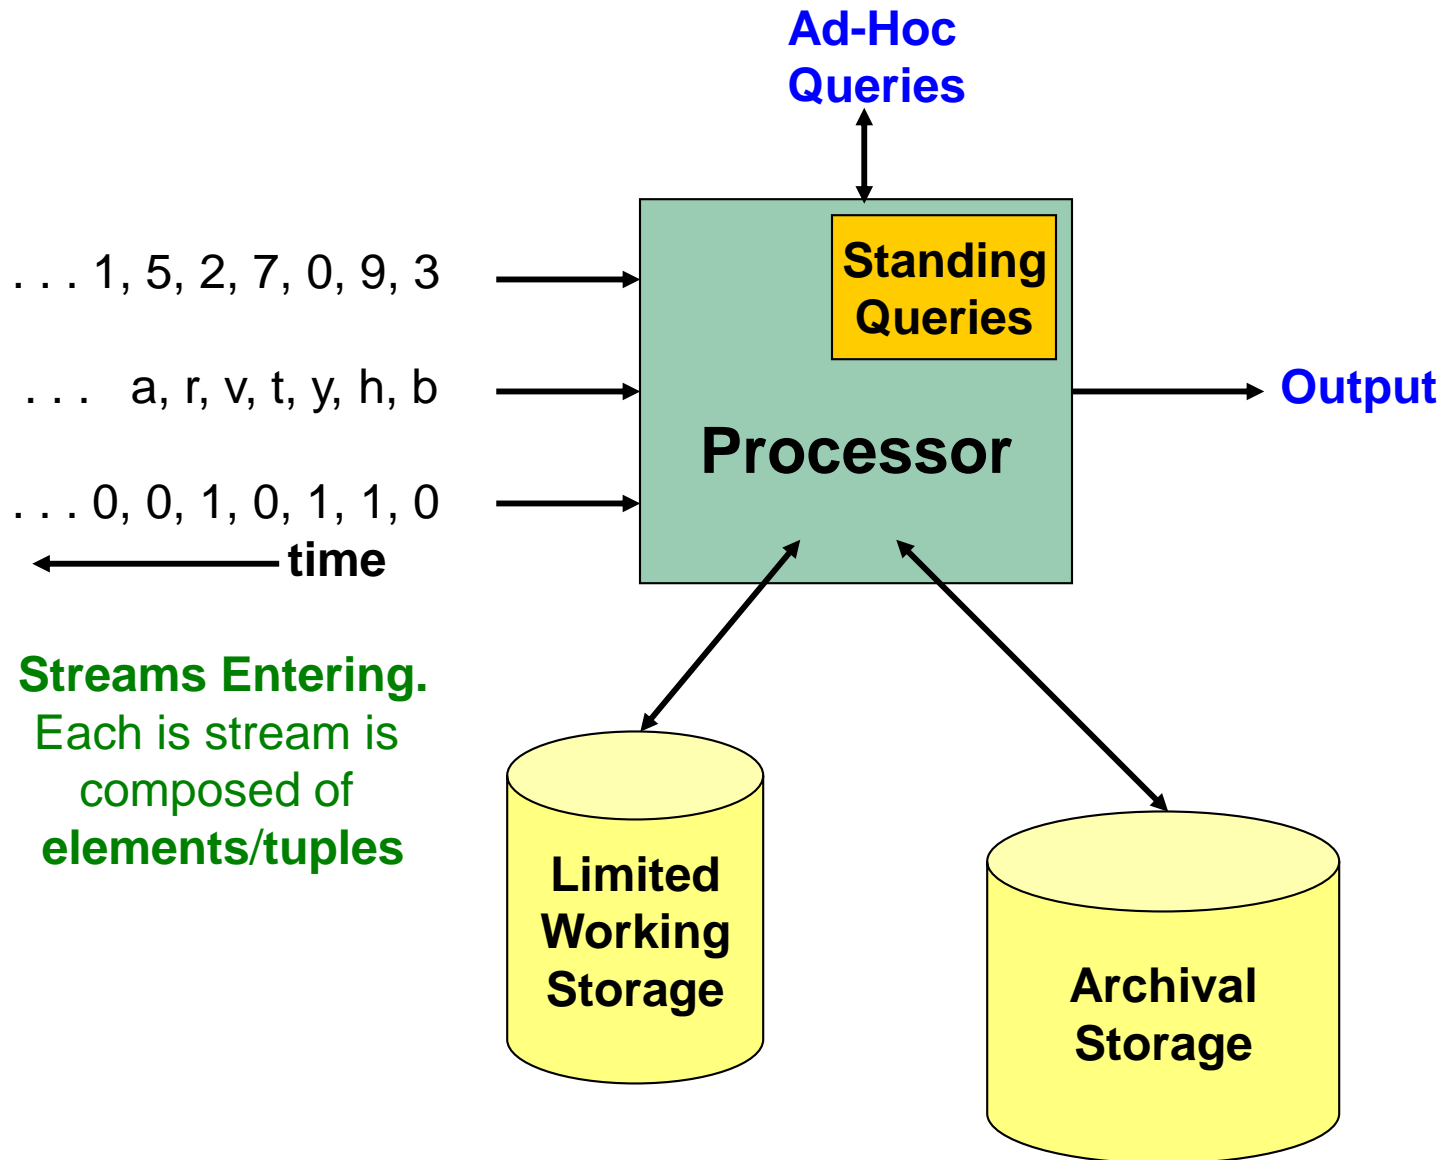 Ad-Hoc
Queries
Standing
Queries
. . . 1, 5, 2, 7, 0, 9, 3
. . . a, r, v, t, y, h, b
. . . 0, 0, 1, 0, 1, 1, 0
time
Processor
Output
Streams Entering.
Each is stream is
composed of
elements/tuples
Limited
Working
Storage
Archival
Storage